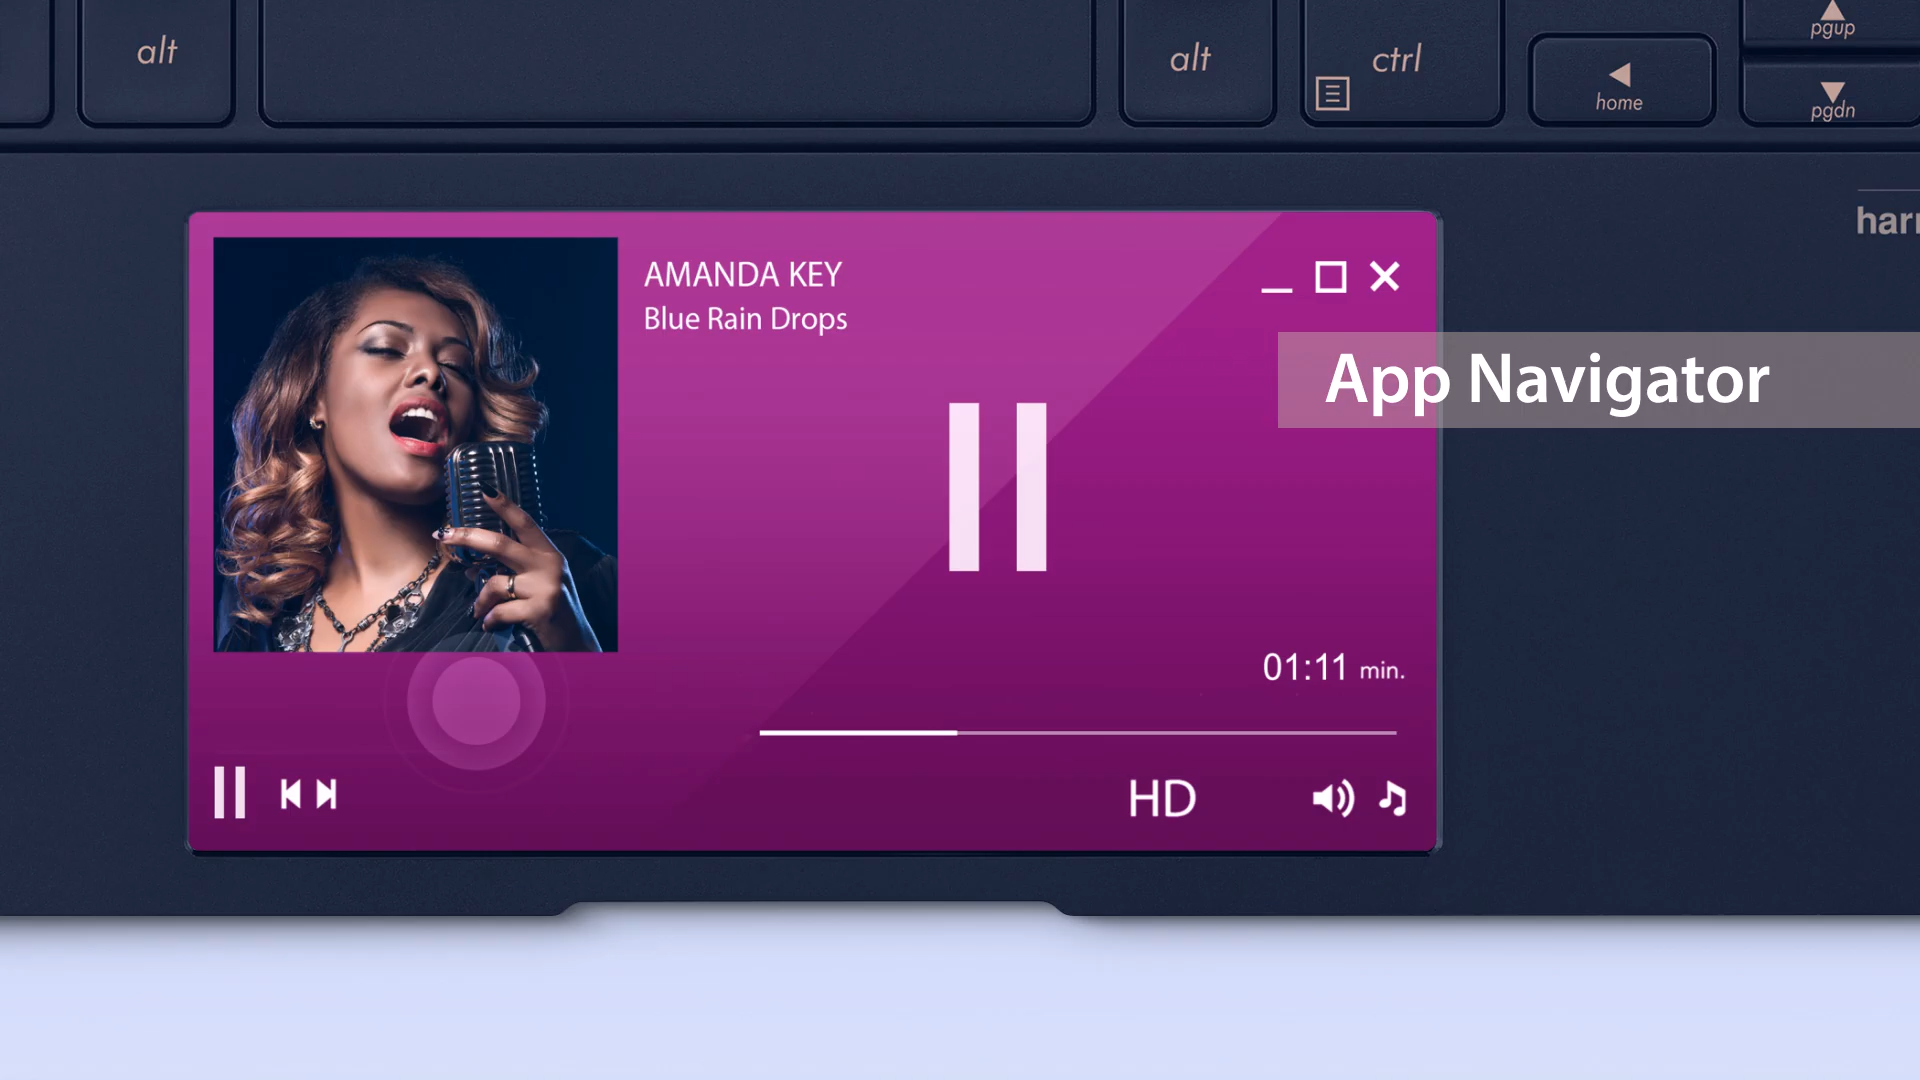 alt
alt
ctrl
home
pgup
pgdn
AMANDA KEY
Blue Rain Drops
App Navigator
01:11 min.
HD